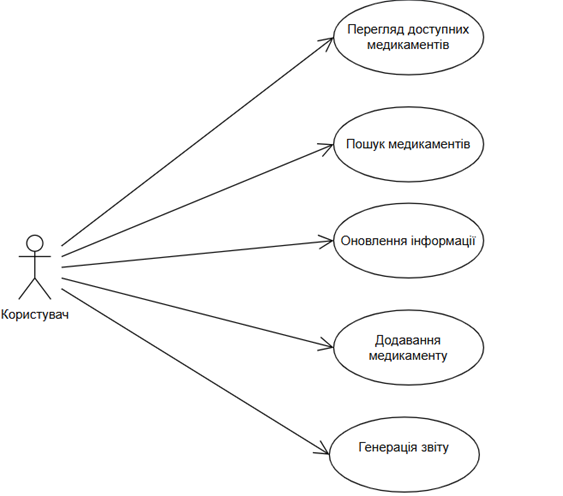 Перегляд доступних
медикаментів
Пошук медикаментів
Оновлення інформації
Користувач
Додавання
медикаменту
Генерація звіту